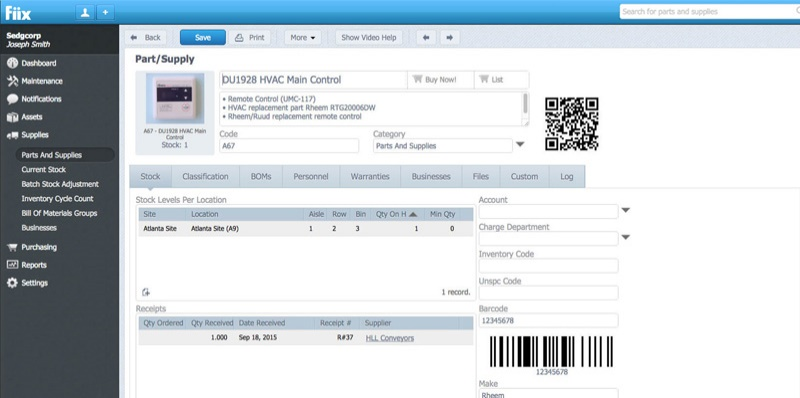 fiix
Search for parts and supplies
Sedgcorp
Joseph Smith
Dashboard
Maintenance
Notifications
Assets
Supplies
Parts And Supplies
Current Stock
Batch Stock Adjustment
Inventory Cycle Count
Bill Of Materials Groups
Businesses
Purchasing
Reports
Settings
Back Save Print More Show Video Help
Part/Supply
DU1928 HVAC Main Control Buy Now! List
• Remote Control (UMC-117)
• HVAC replacement part Rheem RTG20006DW
• Rheem/Ruud replacement remote control
A67 - DU1928 HVAC Main
Control
Stock: 1
Code Category
A67 Parts And Supplies
Stock Classification BOMs Personnel Warranties Businesses Files Custom Log
Stock Levels Per Location
Site Location Aisle Row Bin Qty On H Min Qty
Atlanta Site Atlanta Site (A9) 1 2 3 1 0
1 record.
Receipts
Qty Ordered Qty Received Date Received Receipt # Supplier
1.000 Sep 18, 2015 R#37 HLL Conveyors
Account
Charge Department
Inventory Code
Unspc Code
Barcode
12345678
12345678
Make
Rheem